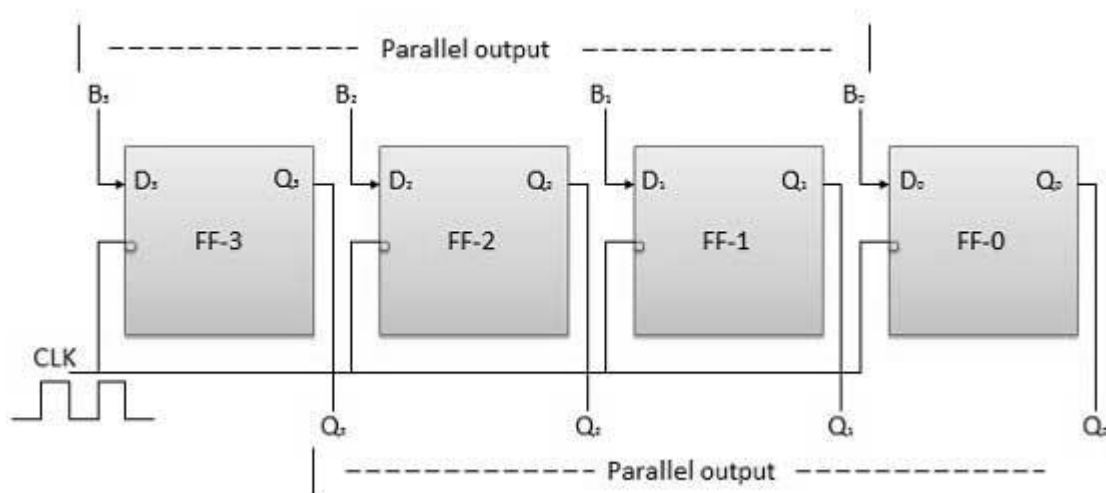 Parallel output
B₃ B₂ B₁ B₀
D₃ Q₃ D₂ Q₂ D₁ Q₁ D₀ Q₀
FF-3 FF-2 FF-1 FF-0
CLK
Q₃ Q₂ Q₁ Q₀
Parallel output